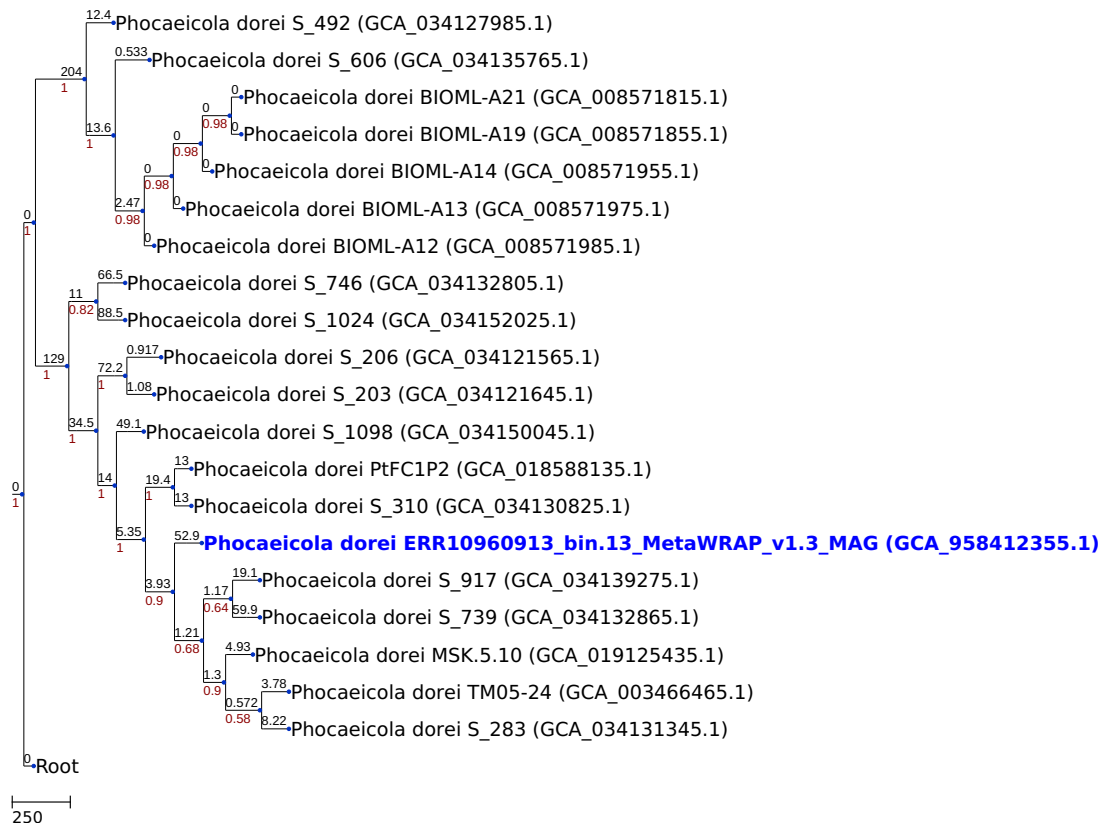 12.4
Phocaeicola dorei S_492 (GCA_034127985.1)
0.533
Phocaeicola dorei S_606 (GCA_034135765.1)
204
1
0
Phocaeicola dorei BIOML-A21 (GCA_008571815.1)
0
0.98
0
Phocaeicola dorei BIOML-A19 (GCA_008571855.1)
13.6
1
0
0.98
0
Phocaeicola dorei BIOML-A14 (GCA_008571955.1)
0
0.98
0
Phocaeicola dorei BIOML-A13 (GCA_008571975.1)
2.47
0.98
0
1
0
Phocaeicola dorei BIOML-A12 (GCA_008571985.1)
66.5
Phocaeicola dorei S_746 (GCA_034132805.1)
11
0.82
88.5
Phocaeicola dorei S_1024 (GCA_034152025.1)
0.917
Phocaeicola dorei S_206 (GCA_034121565.1)
129
1
72.2
1
1.08
Phocaeicola dorei S_203 (GCA_034121645.1)
34.5
1
49.1
Phocaeicola dorei S_1098 (GCA_034150045.1)
13
Phocaeicola dorei PtFC1P2 (GCA_018588135.1)
0
1
14
1
19.4
1
13
Phocaeicola dorei S_310 (GCA_034130825.1)
5.35
1
52.9
Phocaeicola dorei ERR10960913_bin.13_MetaWRAP_v1.3_MAG (GCA_958412355.1)
19.1
Phocaeicola dorei S_917 (GCA_034139275.1)
3.93
0.9
1.17
0.64
59.9
Phocaeicola dorei S_739 (GCA_034132865.1)
1.21
0.68
4.93
Phocaeicola dorei MSK.5.10 (GCA_019125435.1)
1.3
0.9
3.78
Phocaeicola dorei TM05-24 (GCA_003466465.1)
0.572
0.58
8.22
Phocaeicola dorei S_283 (GCA_034131345.1)
0
Root
250